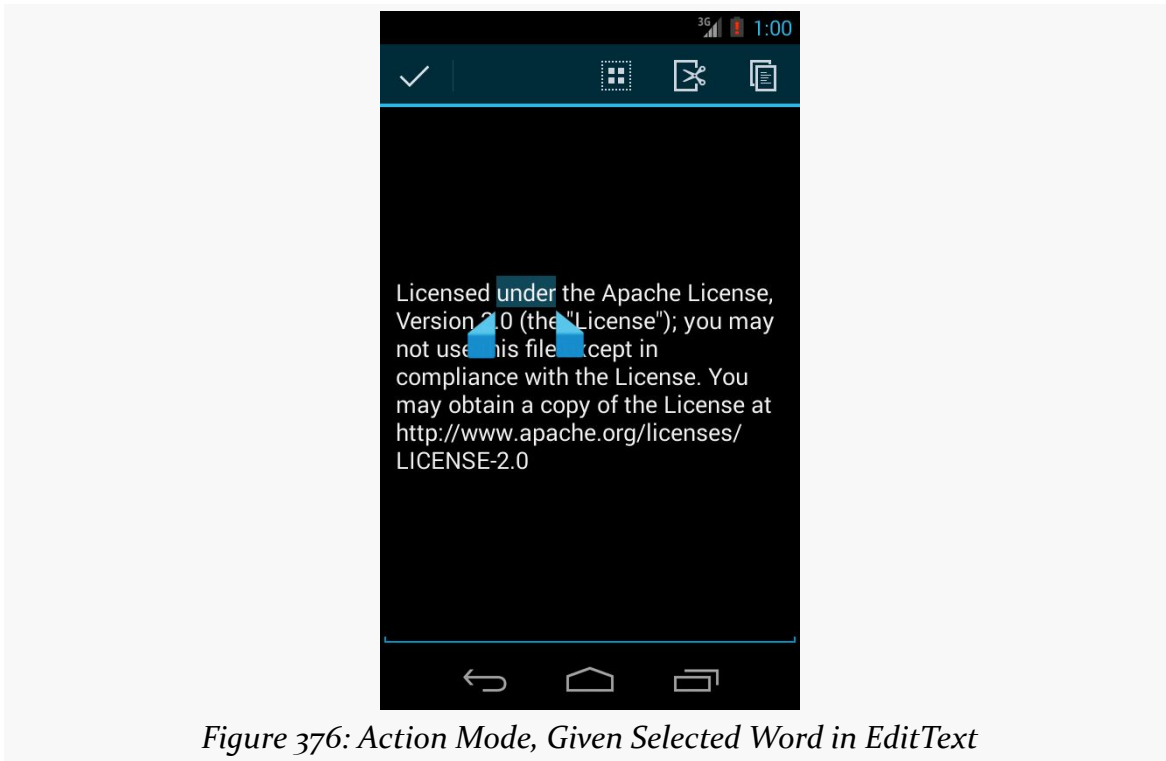 3G 1:00
Licensed under the Apache License,
Version 2.0 (the "License"); you may
not use this file except in
compliance with the License. You
may obtain a copy of the License at
http://www.apache.org/licenses/
LICENSE-2.0
Figure 376: Action Mode, Given Selected Word in EditText